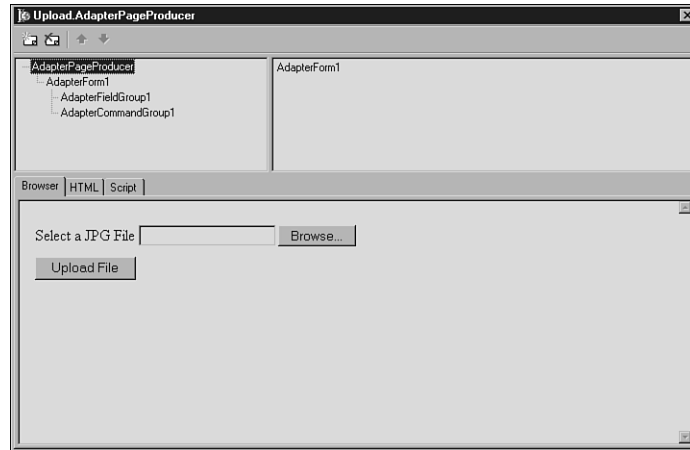 Upload.AdapterPageProducer
AdapterPageProducer
AdapterForm1
AdapterFieldGroup1
AdapterCommandGroup1
AdapterForm1
Browser HTML Script
Select a JPG File Browse...
Upload File